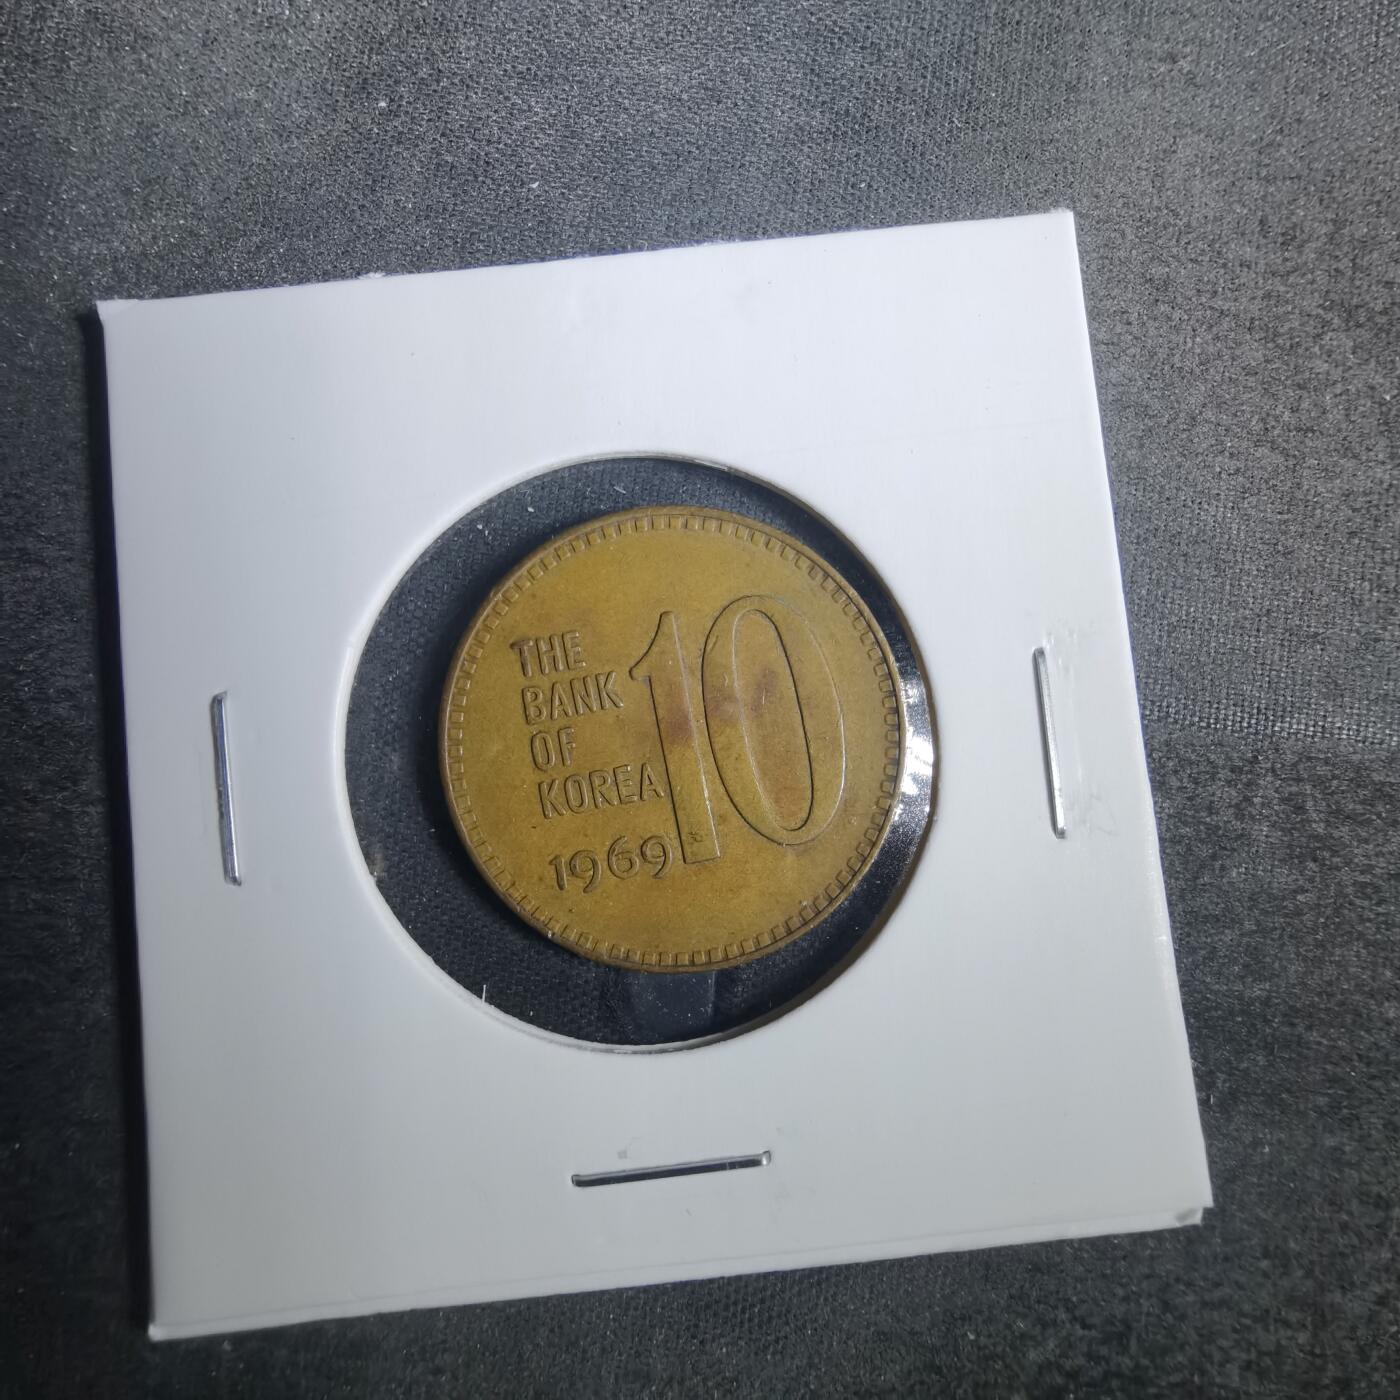 THE
BANK
OF
KOREA
1969
10